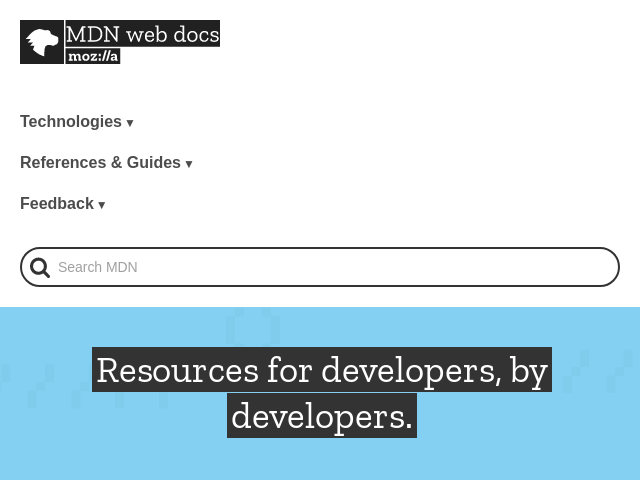 MDN web docs
moz://a
Technologies ▾
References & Guides ▾
Feedback ▾
Search MDN
Resources for developers, by
developers.